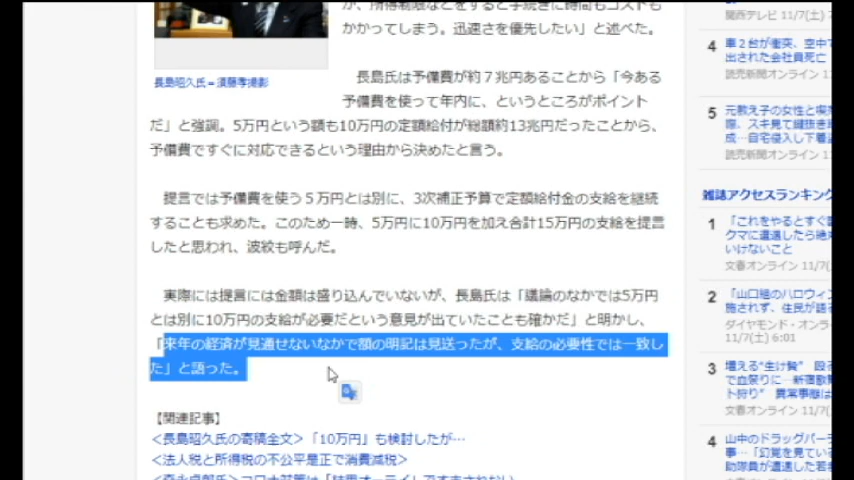 が、所得制限などをすると手続きに時間もコストも
かかってしまう。迅速さを優先したい」と述べた。
長島昭久氏＝須藤孝撮影
長島氏は予備費が約７兆円あることから「今ある
予備費を使って年内に、というところがポイント
だ」と強調。5万円という額も10万円の定額給付が総額約13兆円だったことから、
予備費ですぐに対応できるという理由から決めたと言う。
提言では予備費を使う５万円とは別に、3次補正予算で定額給付金の支給を継続
することも求めた。このため一時、5万円に10万円を加え合計15万円の支給を提言
したと思われ、波紋も呼んだ。
実際には提言には金額は盛り込んでいないが、長島氏は「議論のなかでは5万円
とは別に10万円の支給が必要だという意見が出ていたことも確かだ」と明かし、
「来年の経済が見通せないなかで額の明記は見送ったが、支給の必要性では一致し
た」と語った。
【関連記事】
＜長島昭久氏の寄稿全文＞「10万円」も検討したが…
＜法人税と所得税の不公平是正で消費減税＞
関西テレビ 11/7(土)
4
車２台が衝突、空中
出された会社員死亡
読売新聞オンライン
5
元教え子の女性と喫
際、スキ見て鍵抜き
成…自宅侵入し下着
読売新聞オンライン
雑誌アクセスランキング
1
「これをやるとすぐ
クマに遭遇したら絶対
いけないこと
文春オンライン 11/7(
2
「山口組のハロウィン
施されず、住民が語る
ダイヤモンド・オンラ
11/7(土) 6:01
3
増える"生け贄" 殴る
で血祭りに…新宿歌舞
ト狩り" 異常事態は
文春オンライン 11/7(
4
山中のドラッグパーテ
事…「幻覚を見ている
助隊員が遭遇した若者